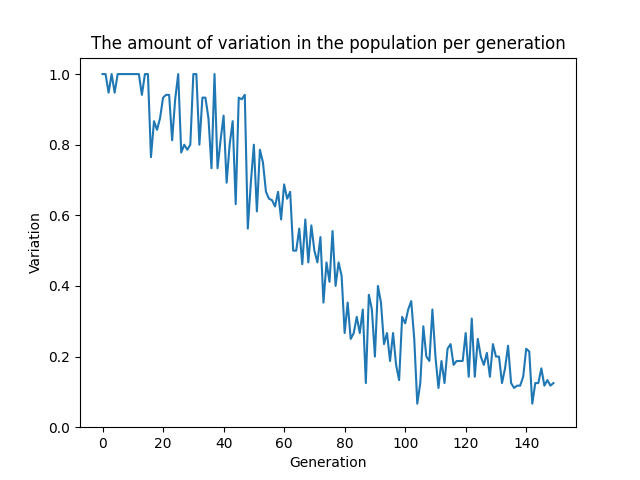 The amount of variation in the population per generation
1.0
0.8
0.6
0.4
0.2
0.0
Variation
0 20 40 60 80 100 120 140
Generation